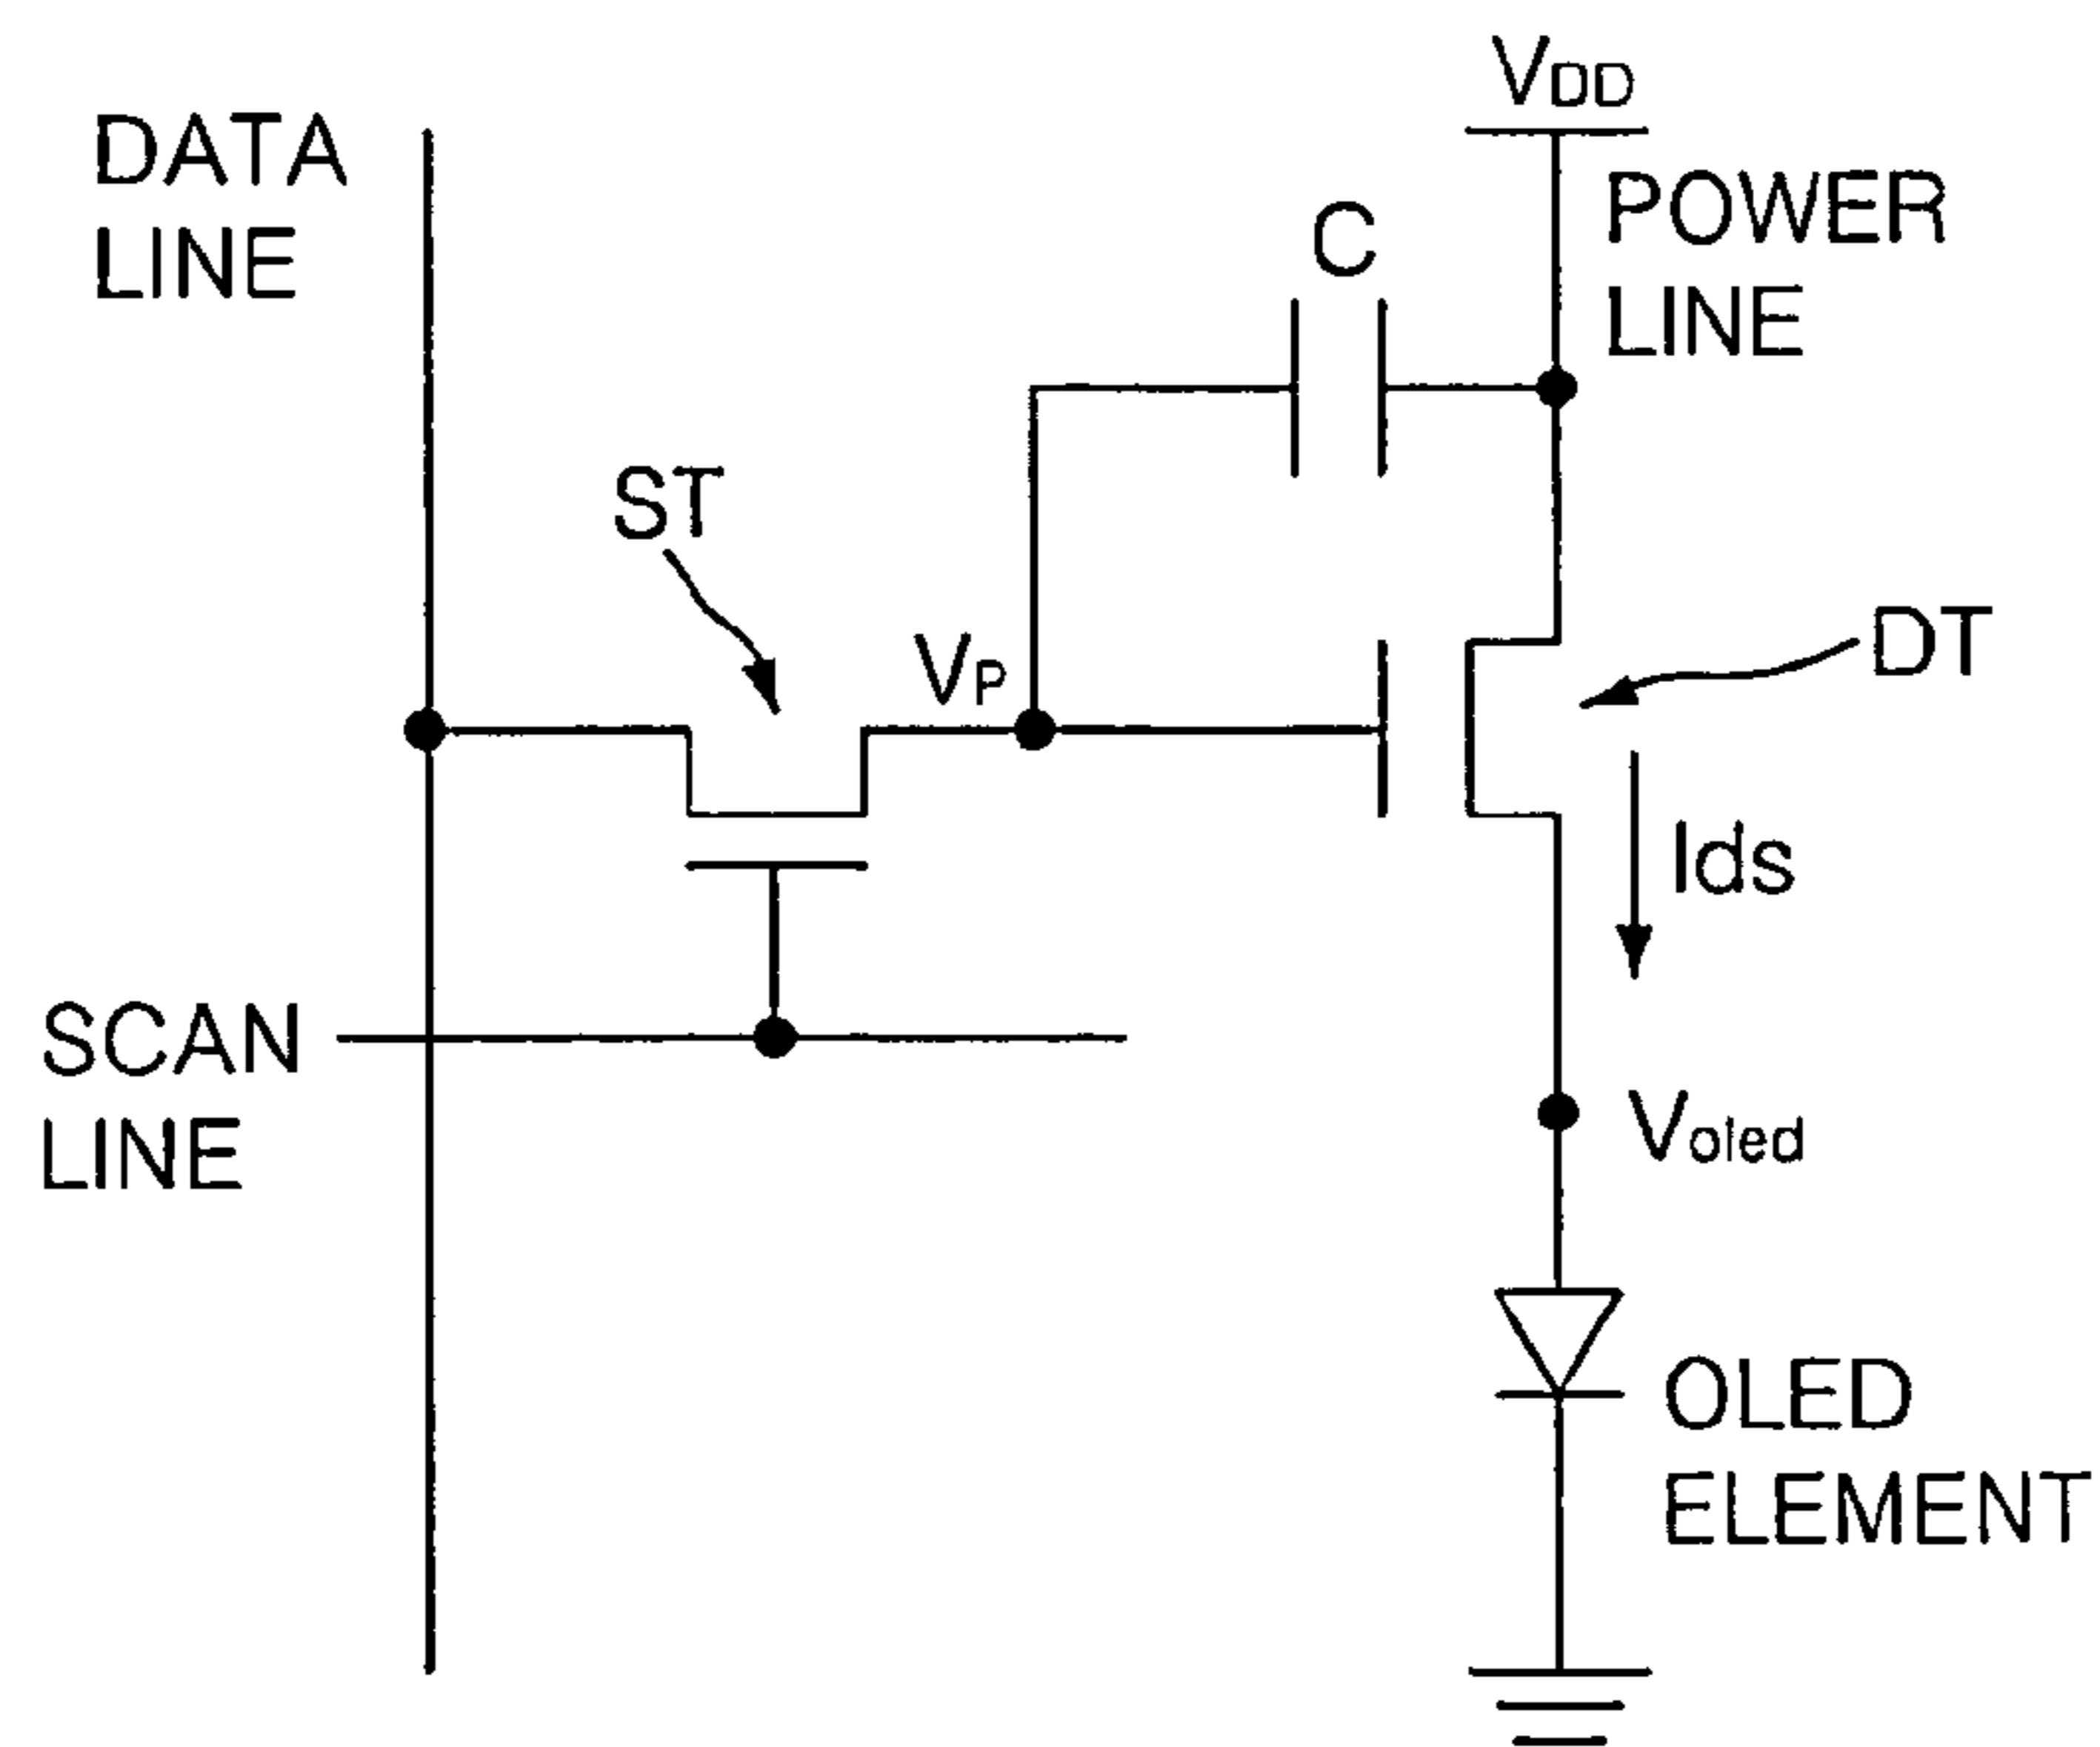 VDD
DATA
LINE
POWER
LINE
C
ST
DT
VP
Ids
SCAN
LINE
Voled
OLED
ELEMENT